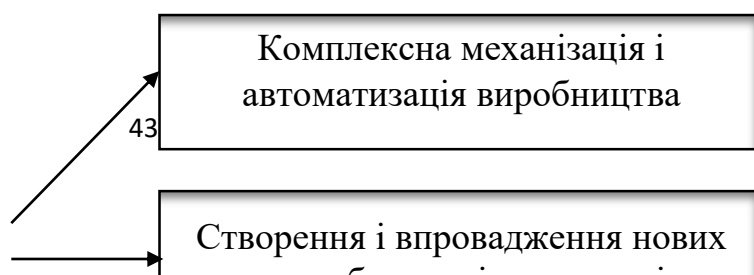 Комплексна механізація і
автоматизація виробництва
43
Створення і впровадження нових